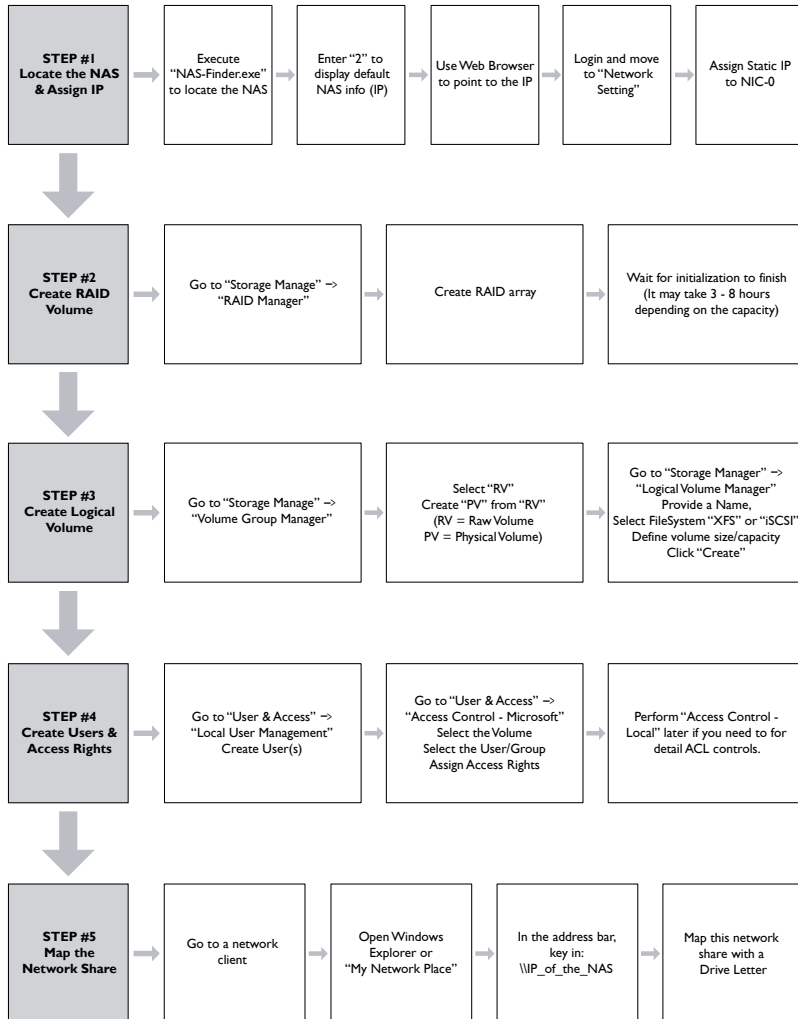 STEP #1
Locate the NAS
& Assign IP
Execute
“NAS-Finder.exe”
to locate the NAS
Enter “2” to
display default
NAS info (IP)
Use Web Browser
to point to the IP
Login and move
to “Network
Setting”
Assign Static IP
to NIC-0
STEP #2
Create RAID
Volume
Go to “Storage Manage” ->
“RAID Manager”
Create RAID array
Wait for initialization to finish
(It may take 3 - 8 hours
depending on the capacity)
STEP #3
Create Logical
Volume
Go to “Storage Manage” ->
“Volume Group Manager”
Select “RV”
Create “PV” from “RV”
(RV = Raw Volume
PV = Physical Volume)
Go to “Storage Manager” ->
“Logical Volume Manager”
Provide a Name,
Select FileSystem “XFS” or “iSCSI”
Define volume size/capacity
Click “Create”
STEP #4
Create Users &
Access Rights
Go to “User & Access” ->
“Local User Management”
Create User(s)
Go to “User & Access” ->
“Access Control - Microsoft”
Select the Volume
Select the User/Group
Assign Access Rights
Perform “Access Control -
Local” later if you need to for
detail ACL controls.
STEP #5
Map the
Network Share
Go to a network
client
Open Windows
Explorer or
“My Network Place”
In the address bar,
key in:
\\IP_of_the_NAS
Map this network
share with a
Drive Letter